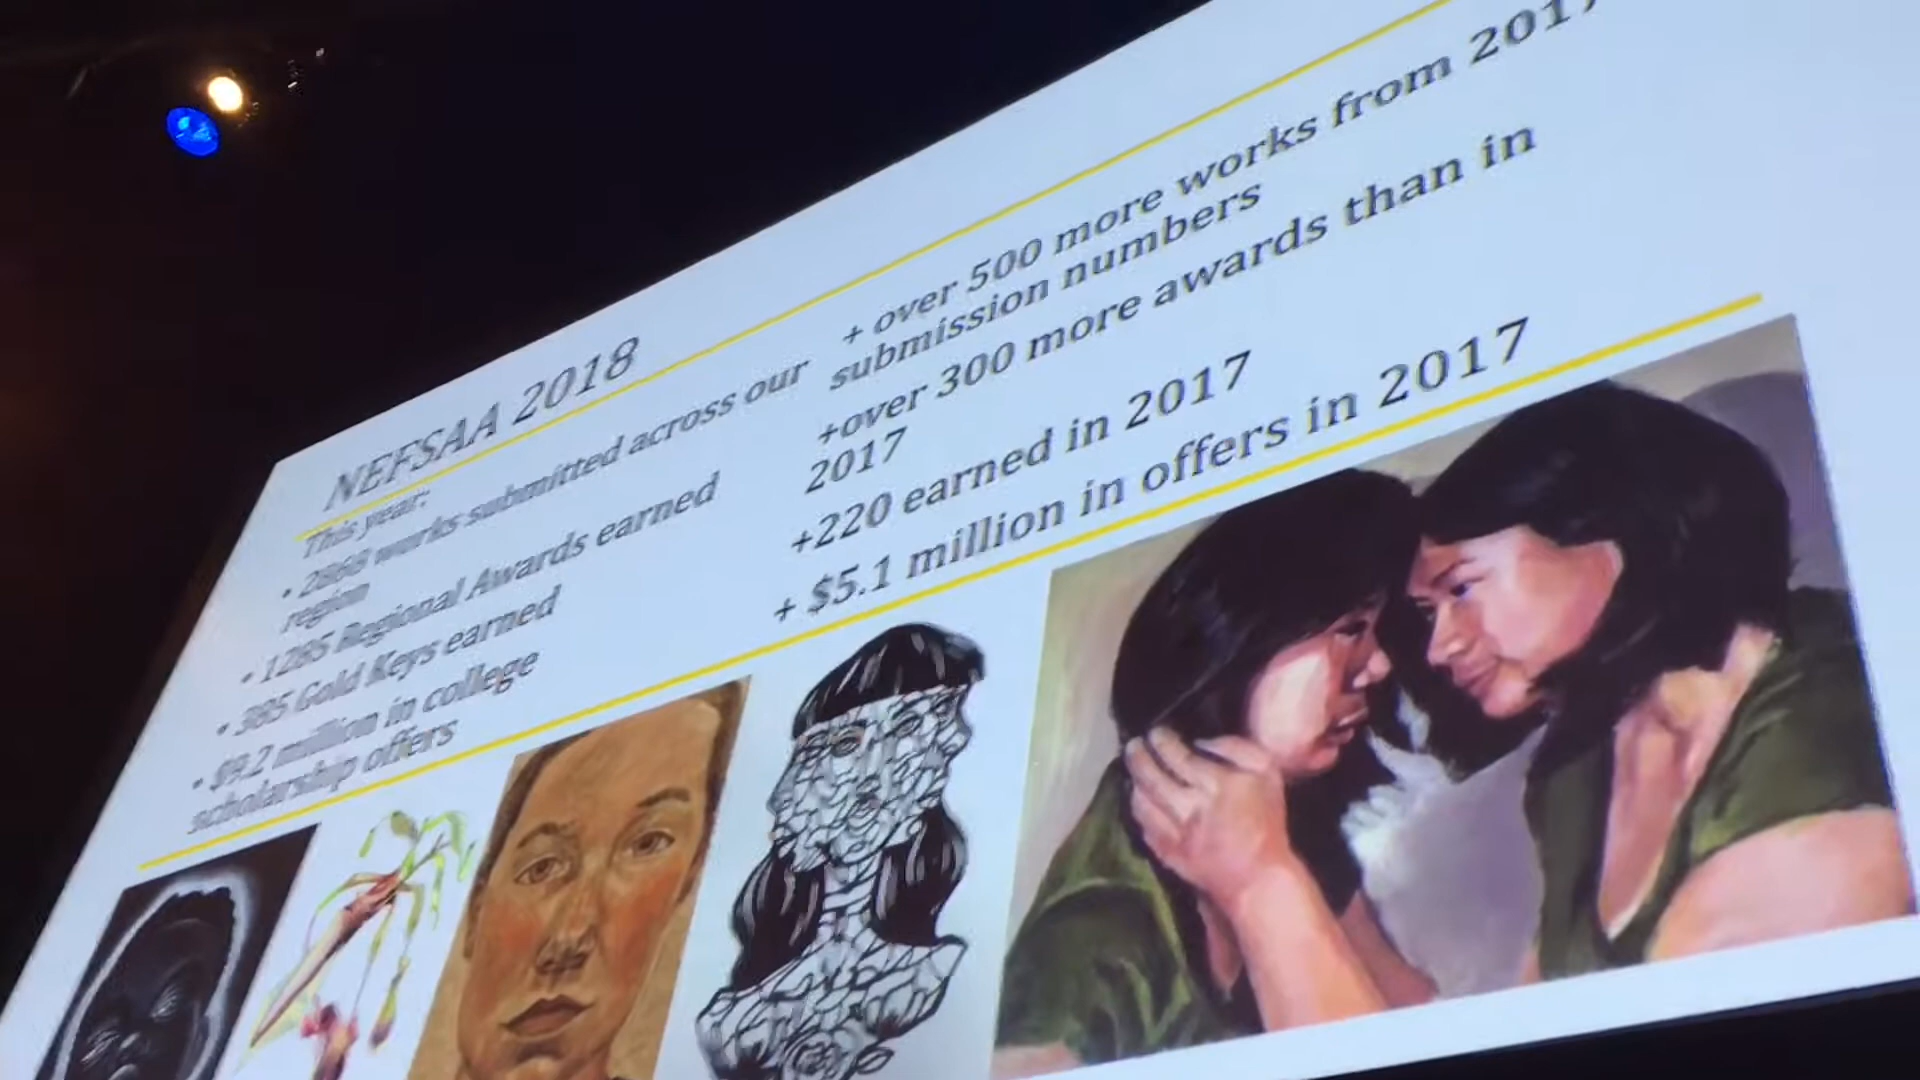 NEFSAA 2018
This year:
• 2868 works submitted across our
region
• 1285 Regional Awards earned
• 385 Gold Keys earned
• $9.2 million in college
scholarship offers
+ over 500 more works from 2017
submission numbers
+over 300 more awards than in
2017
+220 earned in 2017
+ $5.1 million in offers in 2017